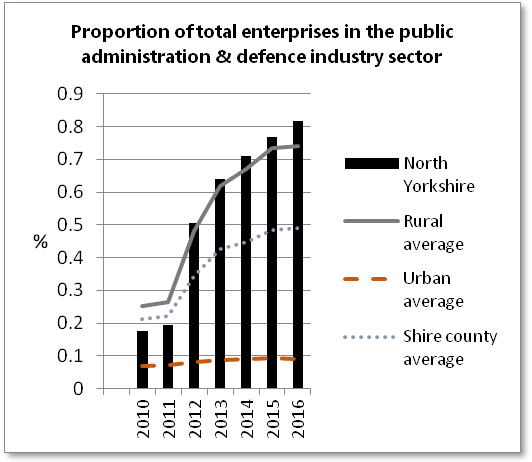 Proportion of total enterprises in the public
administration & defence industry sector
0.9
0.8
0.7
0.6
0.5
0.4
0.3
0.2
0.1
0
%
2010
2011
2012
2013
2014
2015
2016
North
Yorkshire
Rural
average
Urban
average
Shire county
average